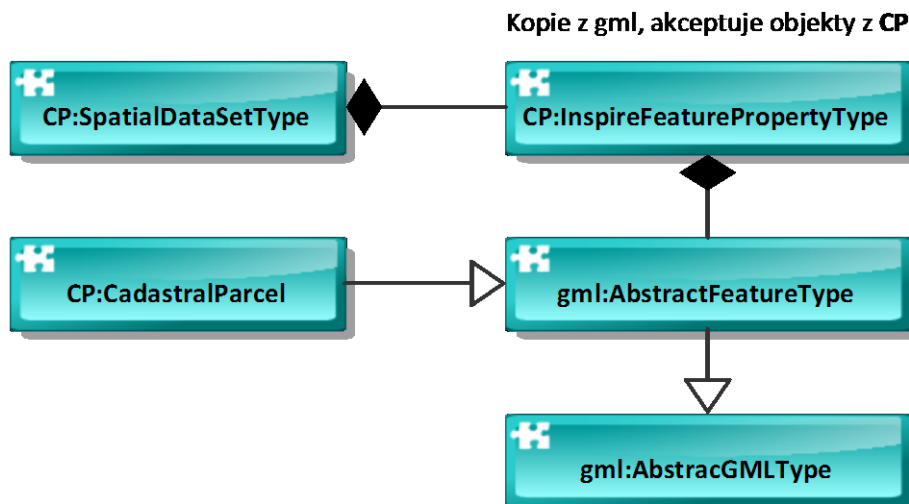 Kopie z gml, akceptuje objekty z CP
CP:SpatialDataSetType
CP:InspireFeaturePropertyType
CP:CadastralParcel
gml:AbstractFeatureType
gml:AbstracGMLType